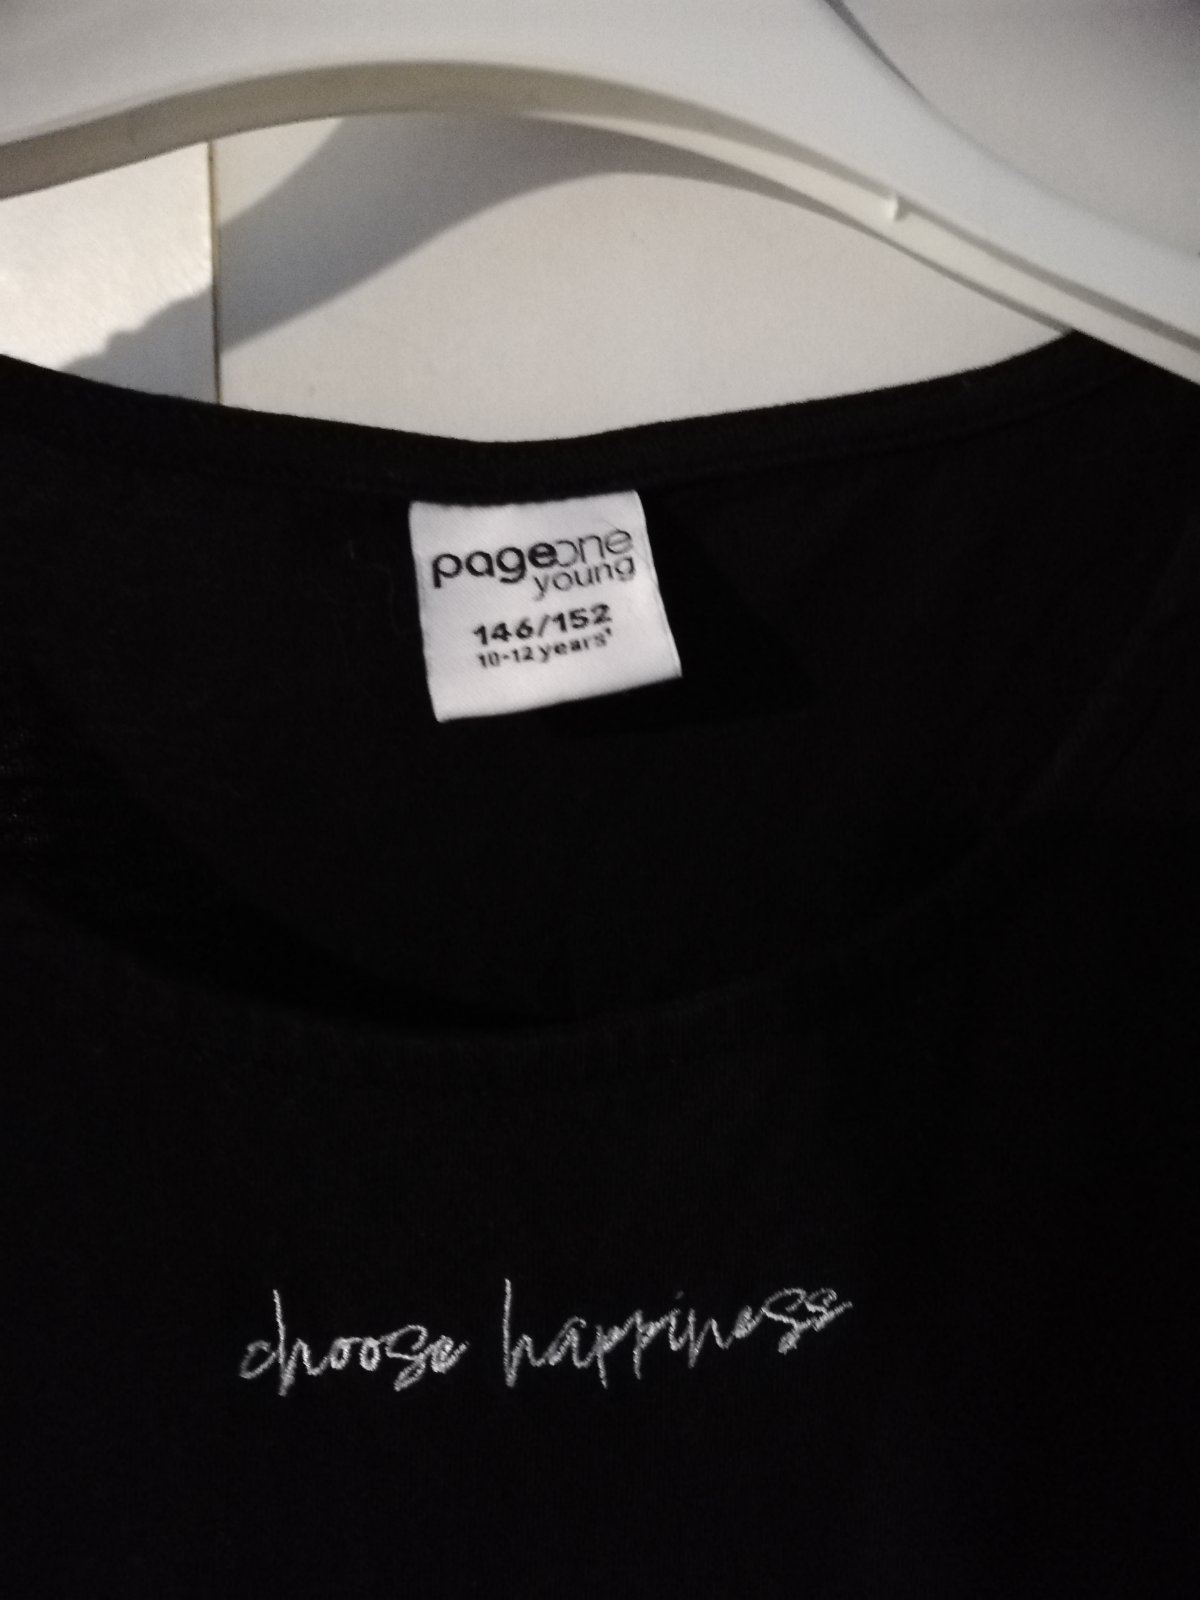 pageone
young
146/152
10-12 years'
choose happiness